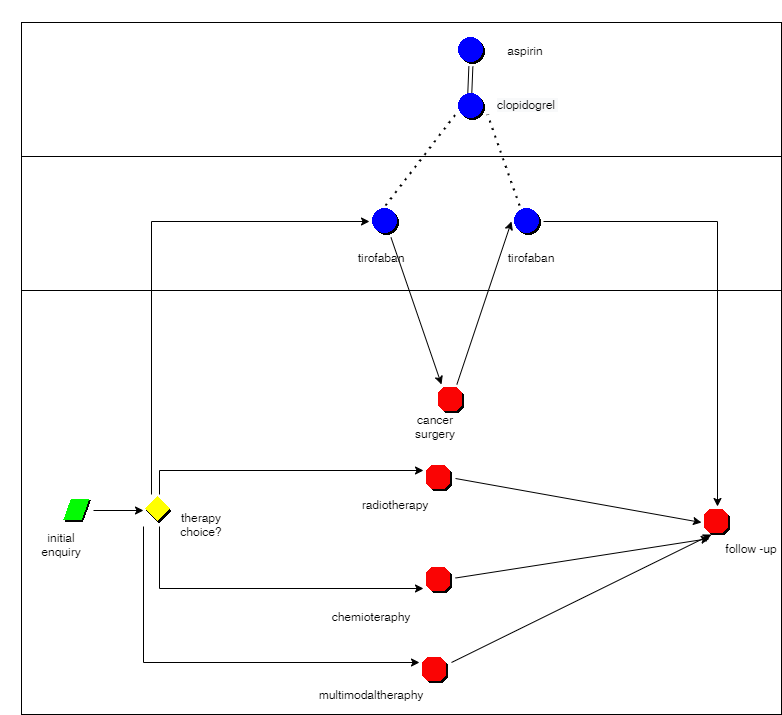 aspirin
clopidogrel
tirofaban
tirofaban
cancer
surgery
radiotherapy
therapy
choice?
initial
enquiry
follow -up
chemioteraphy
multimodaltheraphy